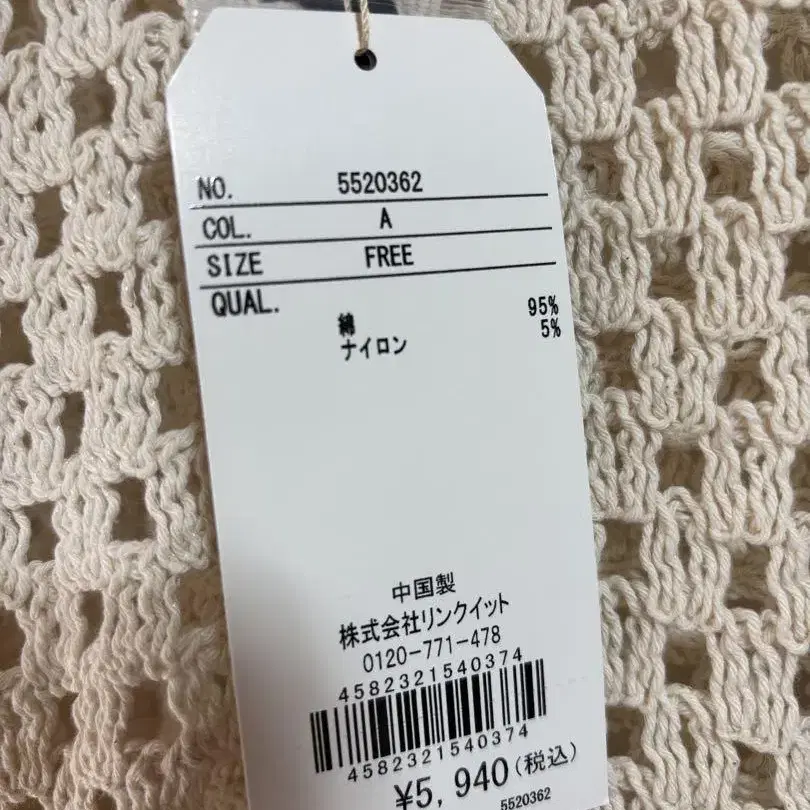 NO. 5520362
COL. A
SIZE FREE
QUAL.
綿 95%
ナイロン 5%
中国製
株式会社リンクイット
0120-771-478
4582321540374
4582321540374
¥5,940(税込)
5520362